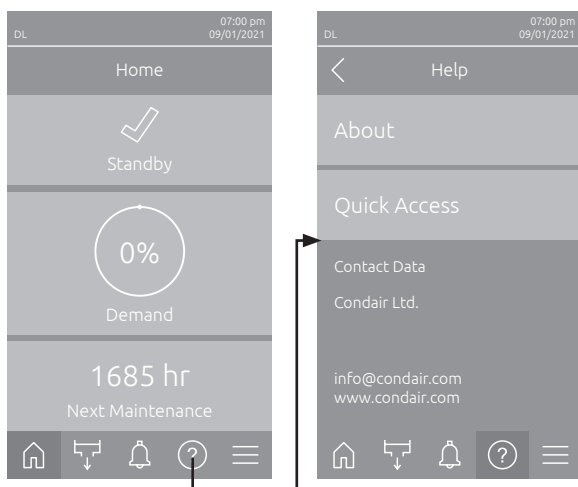 07:00 pm
DL
09/01/2021
Home
Standby
0%
Demand
1685 hr
Next Maintenance
?
07:00 pm
DL
09/01/2021
Help
About
Quick Access
Contact Data
Condair Ltd.
info@condair.com
www.condair.com
?